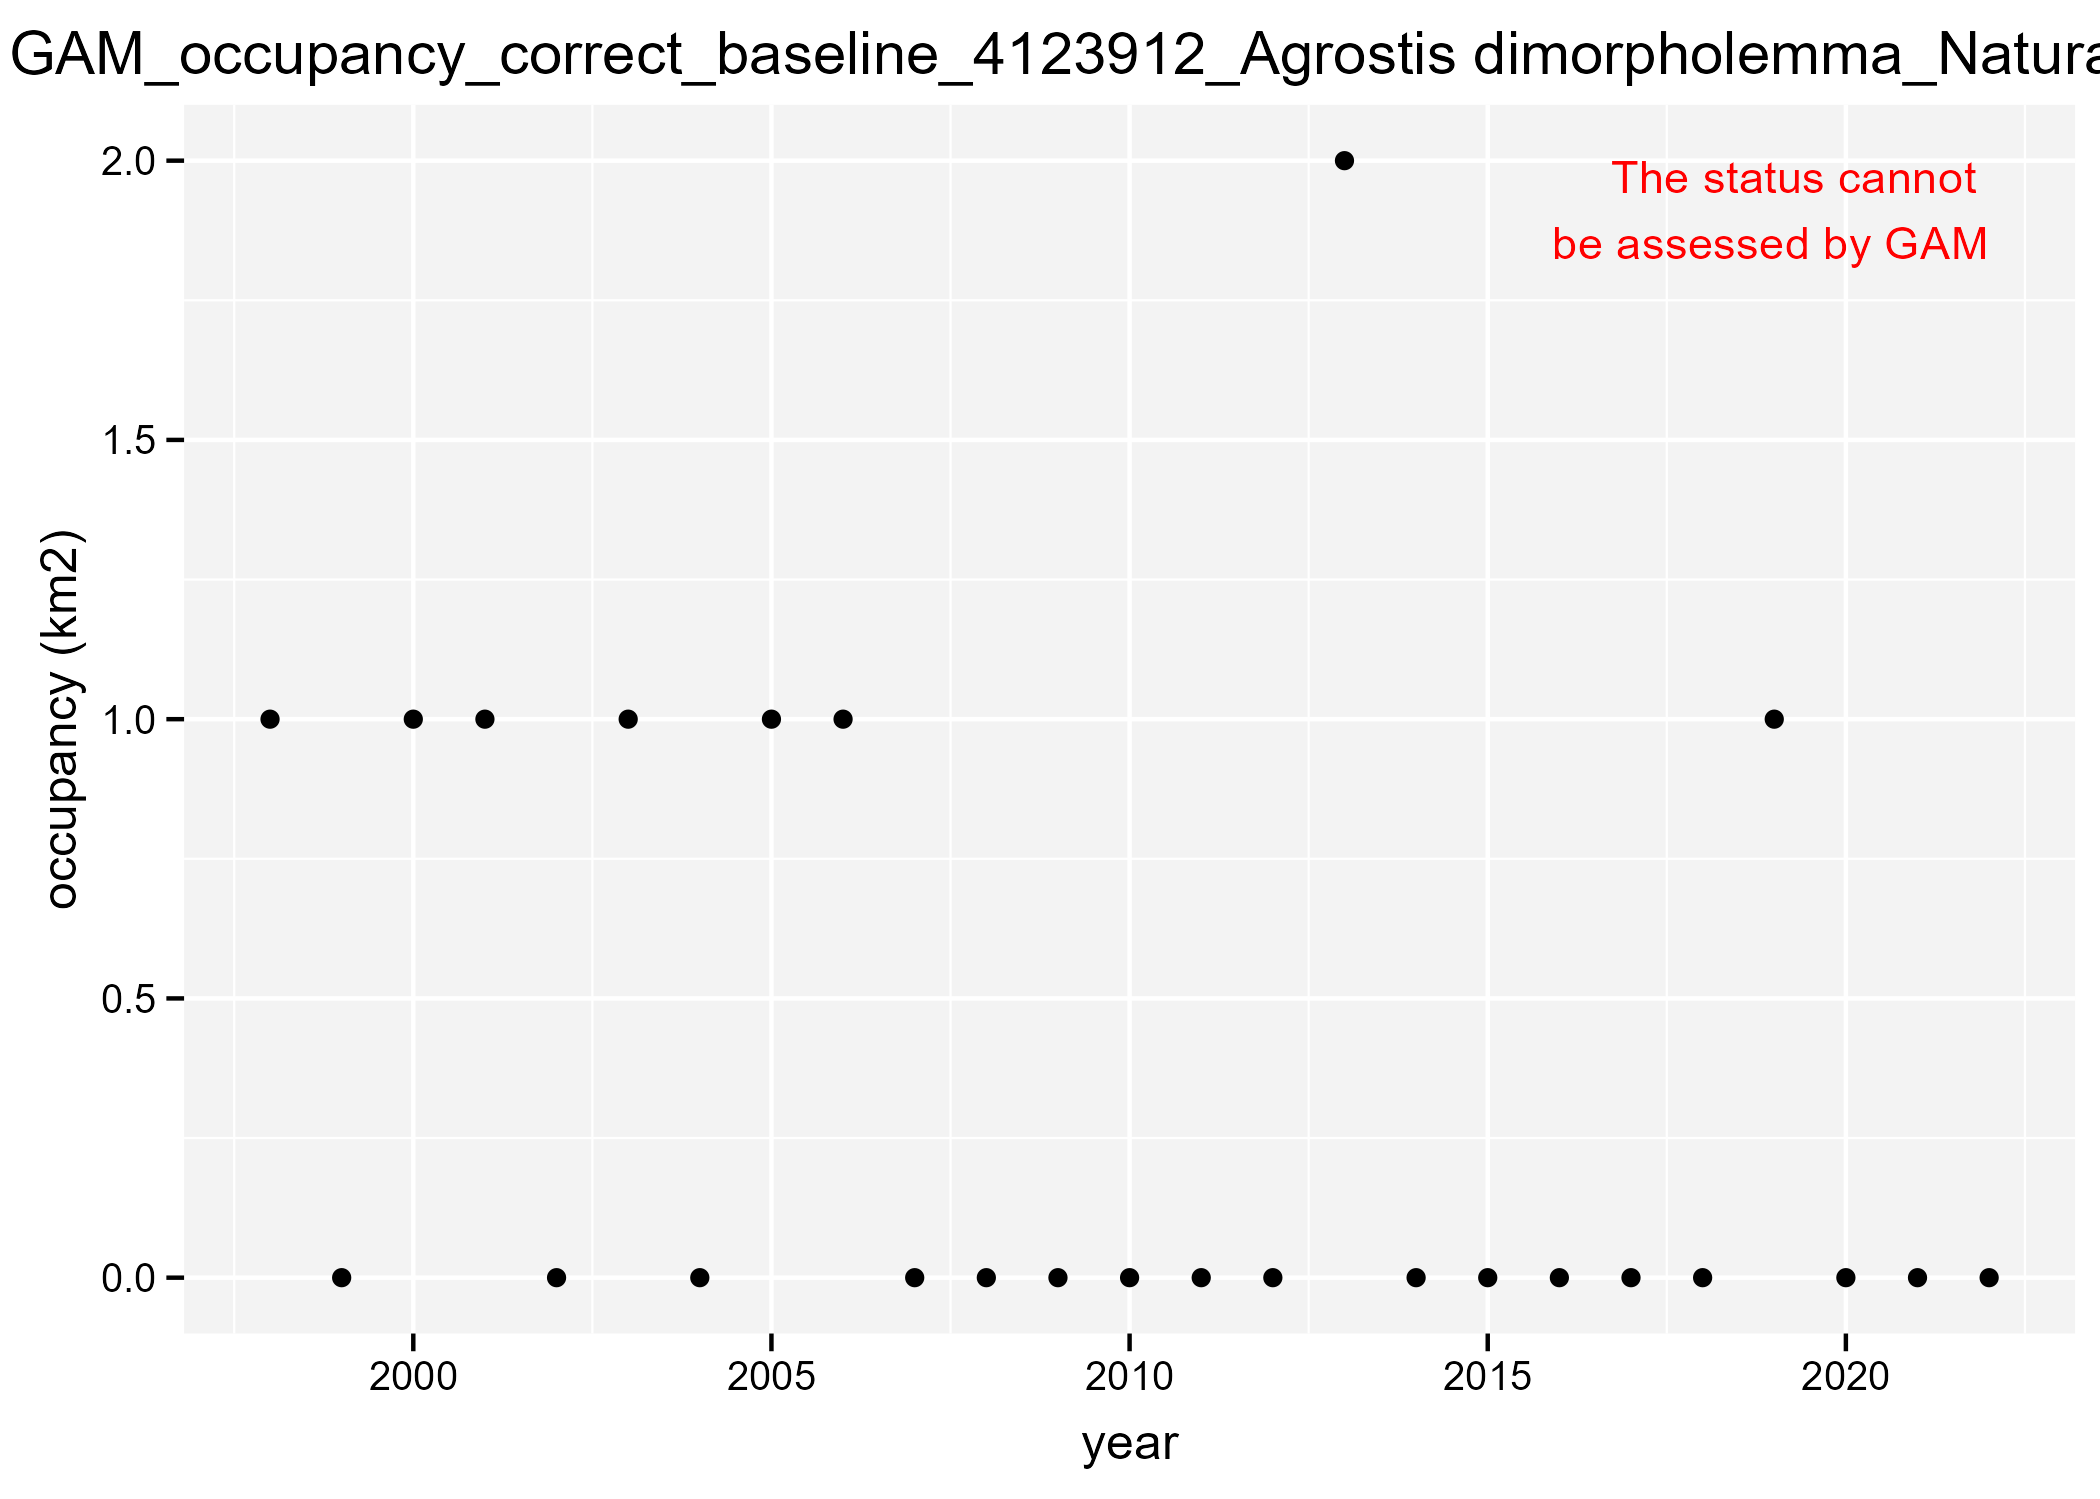 GAM_occupancy_correct_baseline_4123912_Agrostis dimorpholemma_Natura
The status cannot
be assessed by GAM
2.0
1.5
1.0
0.5
0.0
occupancy (km2)
2000 2005 2010 2015 2020
year